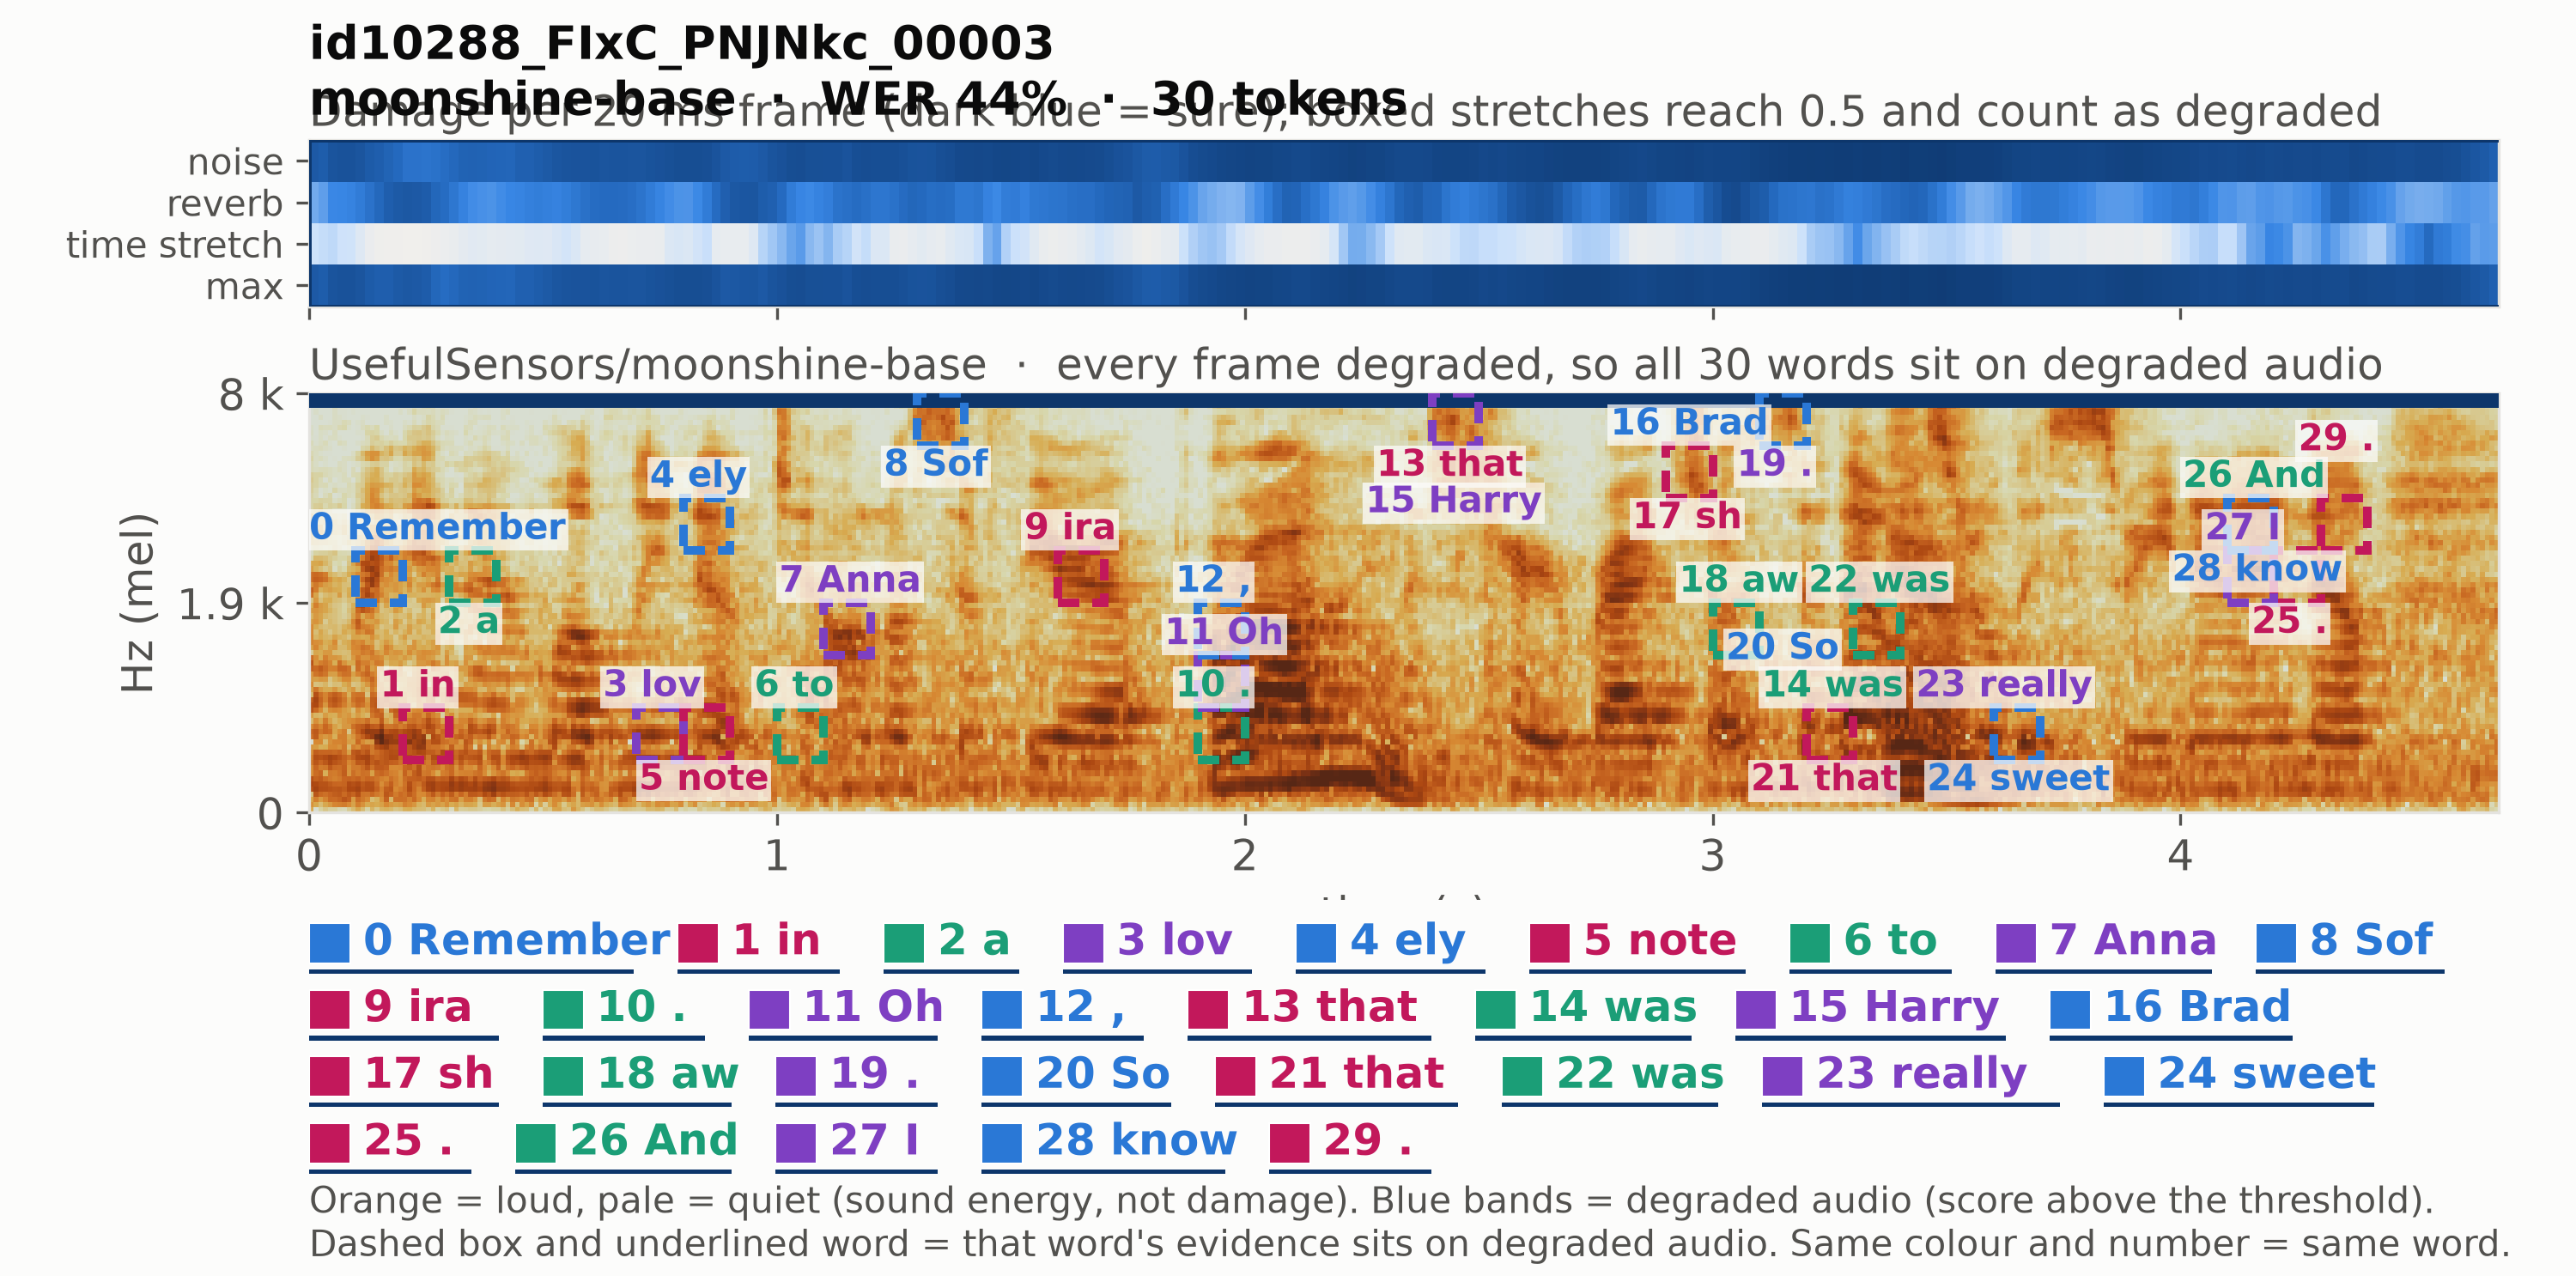 id10288_FIxC_PNJNkc_00003
moonshine-base · WER 44% · 30 tokens
Damage per 20 ms frame (dark blue = sure); boxed stretches reach 0.5 and count as degraded
noise
reverb
time stretch
max
UsefulSensors/moonshine-base · every frame degraded, so all 30 words sit on degraded audio
8 k
1.9 k
0
Hz (mel)
16 Brad
29 .
4 ely
8 Sof
13 that
19 .
26 And
15 Harry
17 sh
0 Remember
9 ira
27 I
7 Anna
12 ,
18 aw
22 was
28 know
2 a
11 Oh
20 So
25 .
1 in
3 lov
6 to
10 .
14 was
23 really
5 note
21 that
24 sweet
0 1 2 3 4
0 Remember 1 in 2 a 3 lov 4 ely 5 note 6 to 7 Anna 8 Sof
9 ira 10 . 11 Oh 12 , 13 that 14 was 15 Harry 16 Brad
17 sh 18 aw 19 . 20 So 21 that 22 was 23 really 24 sweet
25 . 26 And 27 I 28 know 29 .
Orange = loud, pale = quiet (sound energy, not damage). Blue bands = degraded audio (score above the threshold).
Dashed box and underlined word = that word's evidence sits on degraded audio. Same colour and number = same word.